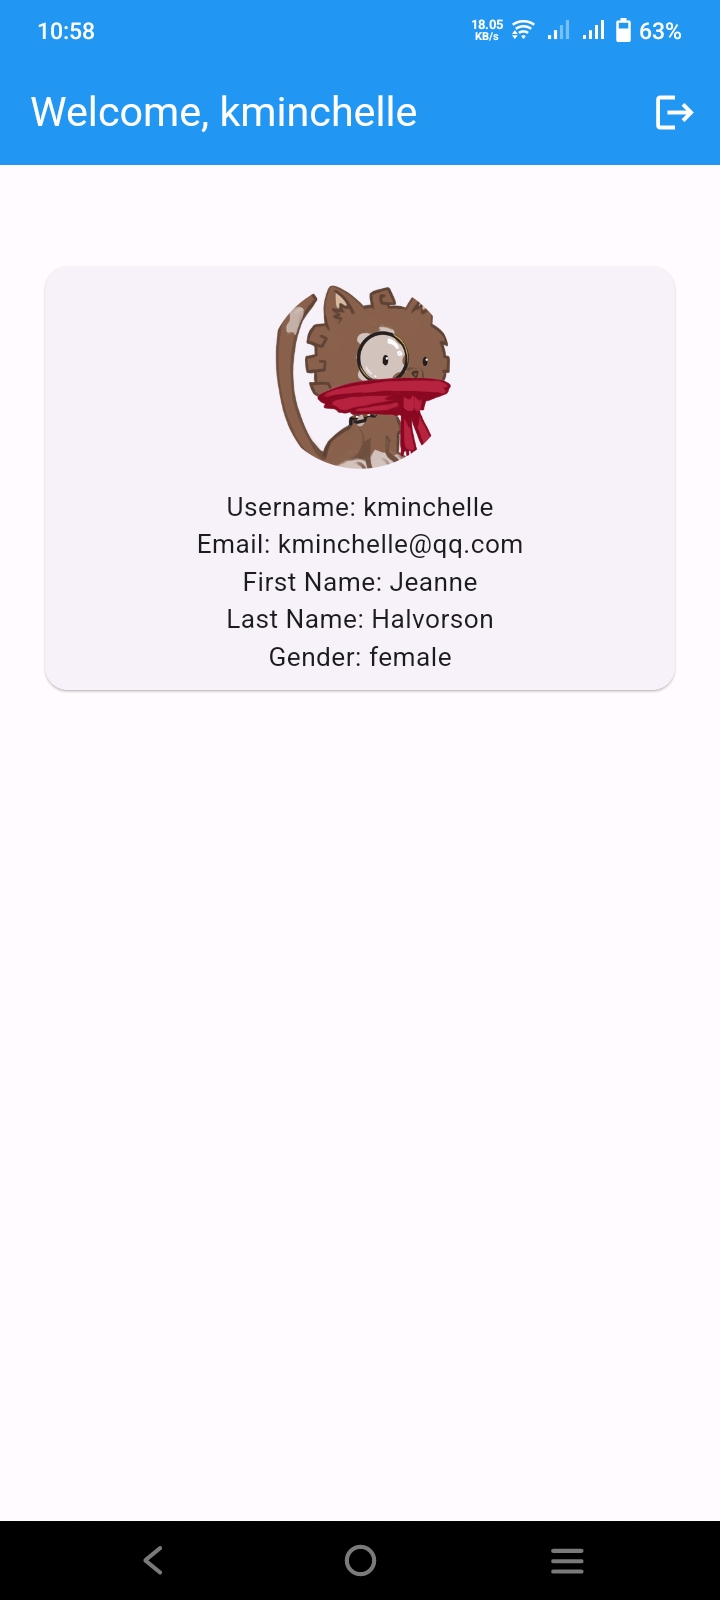 10:58
18.05
KB/s
63%
Welcome, kminchelle
Username: kminchelle
Email: kminchelle@qq.com
First Name: Jeanne
Last Name: Halvorson
Gender: female